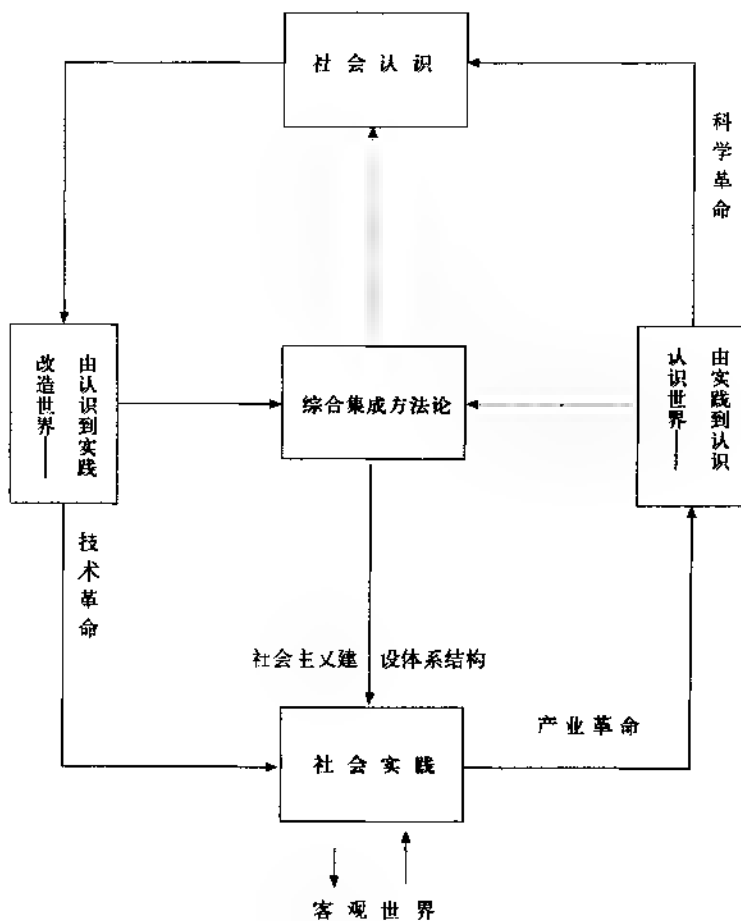 社会认识
科学革命
改造世界——
由认识到实践
综合集成方法论
认识世界——
由实践到认识
技术革命
社会主义建设体系结构
产业革命
社会实践
客观世界